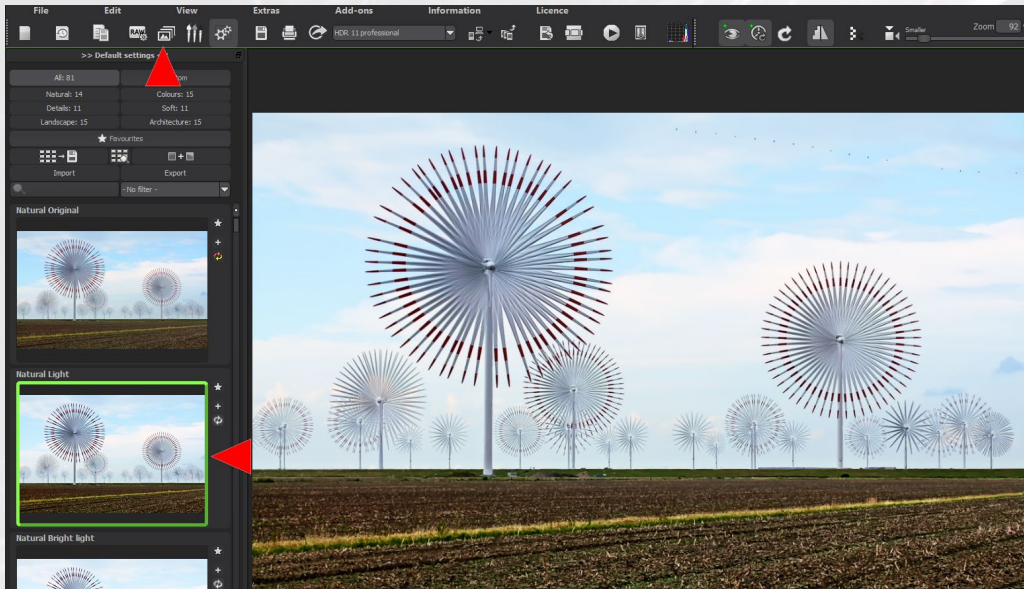 File Edit View Extras Add-ons Information Licence
RAW HDR 11 professional Smaller Zoom 92
>> Default settings
All: 81
Natural: 14 Colours: 15
Details: 11 Soft: 11
Landscape: 15 Architecture: 15
Favourites
Import Export
- No filter -
Natural Original
Natural Light
Natural Bright light